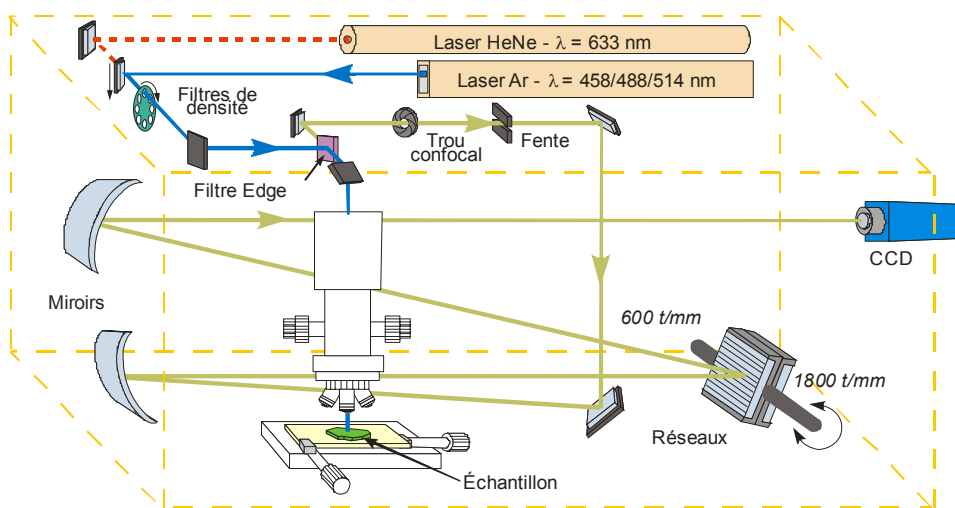 Laser HeNe - λ = 633 nm
Laser Ar - λ = 458/488/514 nm
Filtres de
densité
Trou
confocal
Fente
Filtre Edge
CCD
Miroirs
600 t/mm
1800 t/mm
Réseaux
Échantillon